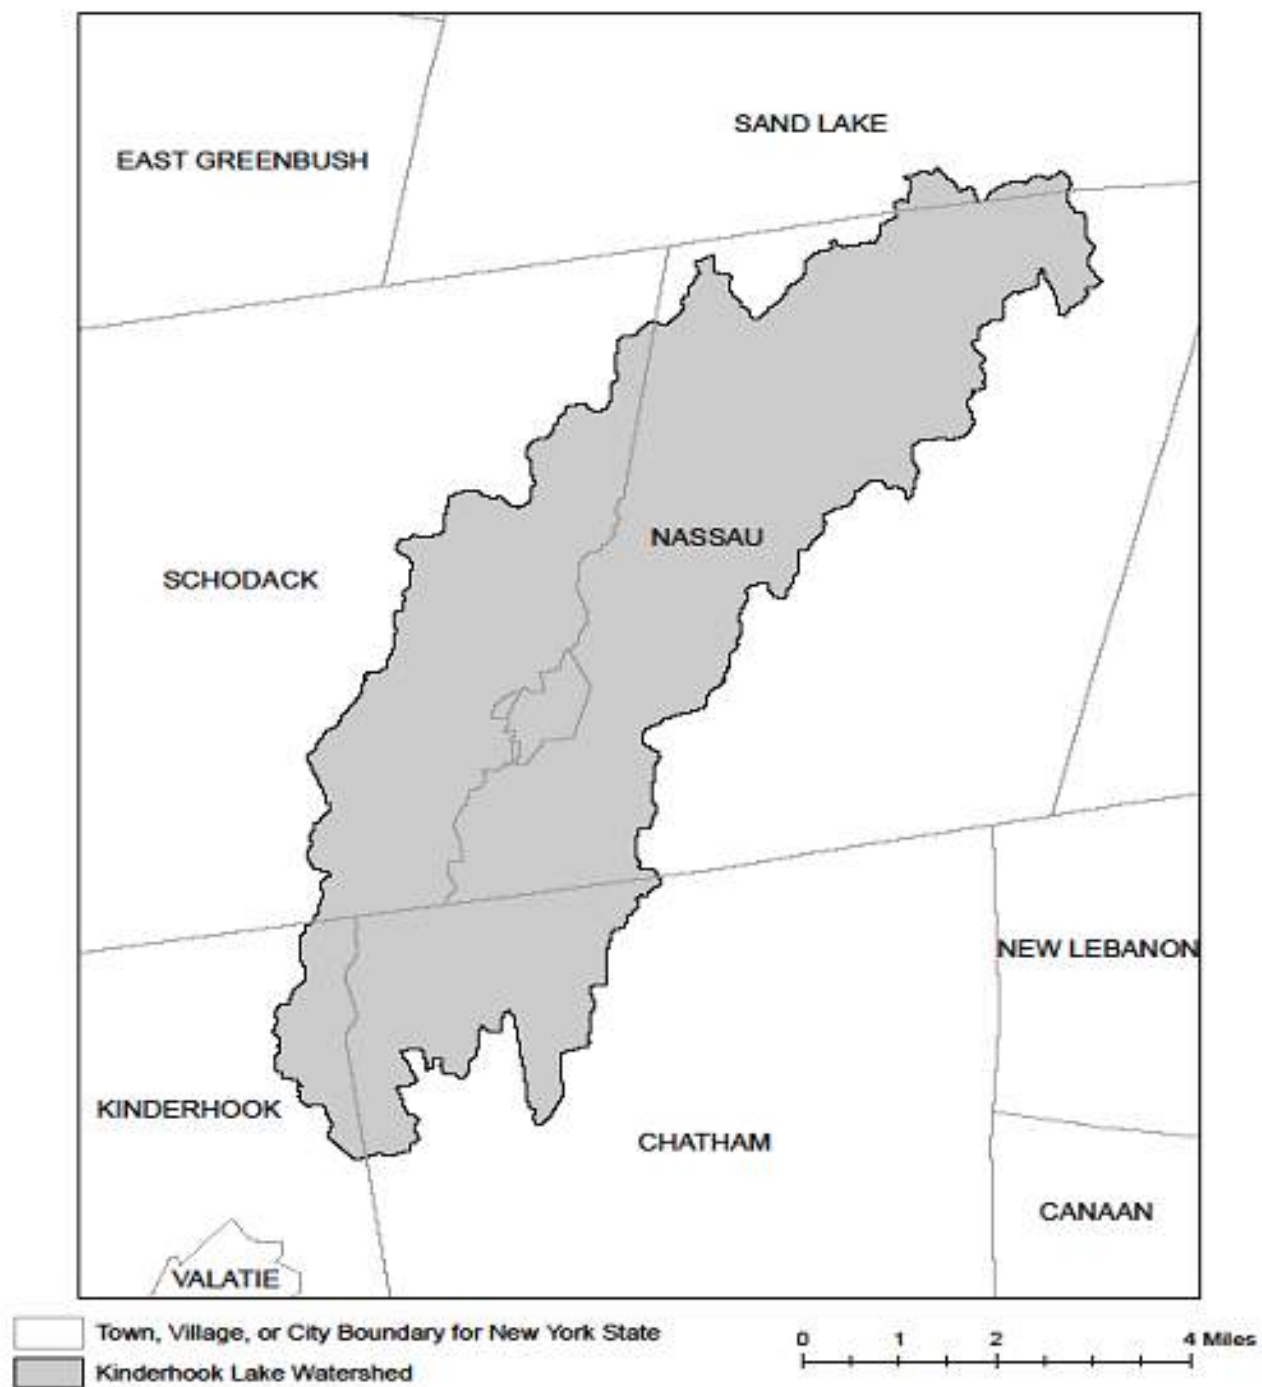 SAND LAKE
EAST GREENBUSH
NASSAU
SCHODACK
NEW LEBANON
KINDERHOOK
CHATHAM
CANAAN
VALATIE
Town, Village, or City Boundary for New York State
Kinderhook Lake Watershed
0 1 2 4 Miles